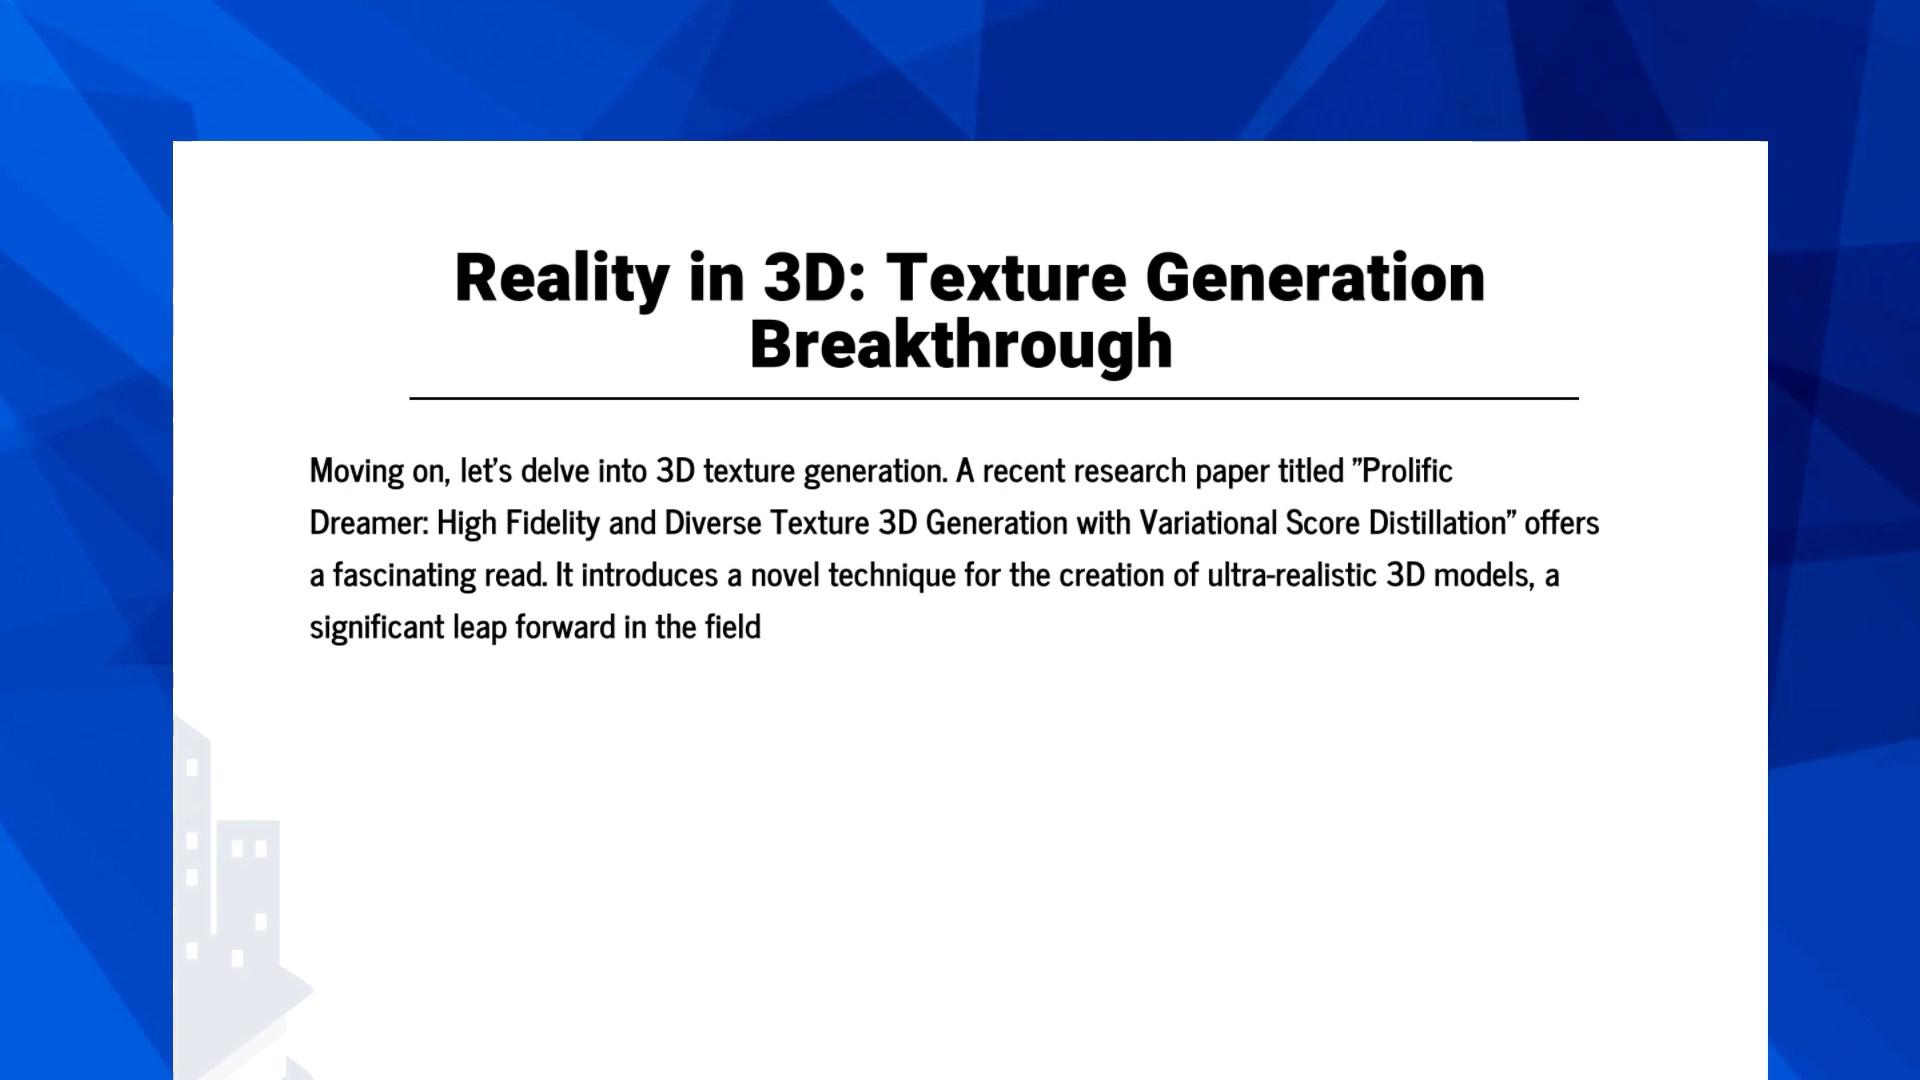 Reality in 3D: Texture Generation
Breakthrough
Moving on, let's delve into 3D texture generation. A recent research paper titled "Prolific
Dreamer: High Fidelity and Diverse Texture 3D Generation with Variational Score Distillation" offers
a fascinating read. It introduces a novel technique for the creation of ultra-realistic 3D models, a
significant leap forward in the field